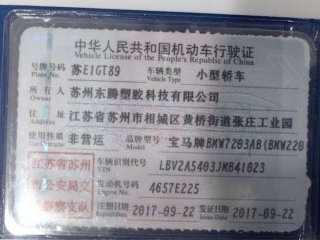 中华人民共和国机动车行驶证
Vehicle License of the People's Republic of China
号牌号码 苏E1GT89 车辆类型 小型轿车
Plate No. Vehicle Type
所有人 苏州东腾塑胶科技有限公司
Owner
住址 江苏省苏州市相城区黄桥街道张庄工业园
Address
使用性质 非营运 品牌型号 宝马牌BMW7203AB(BMW220
Use Character Model
江苏省苏州 车辆识别代号 LBV2A5403JMB41023
VIN
市公安局交 发动机号码 4657E225
Engine No.
警察支队 注册日期 2017-09-22 发证日期 2017-09-22
Register Date Issue Date